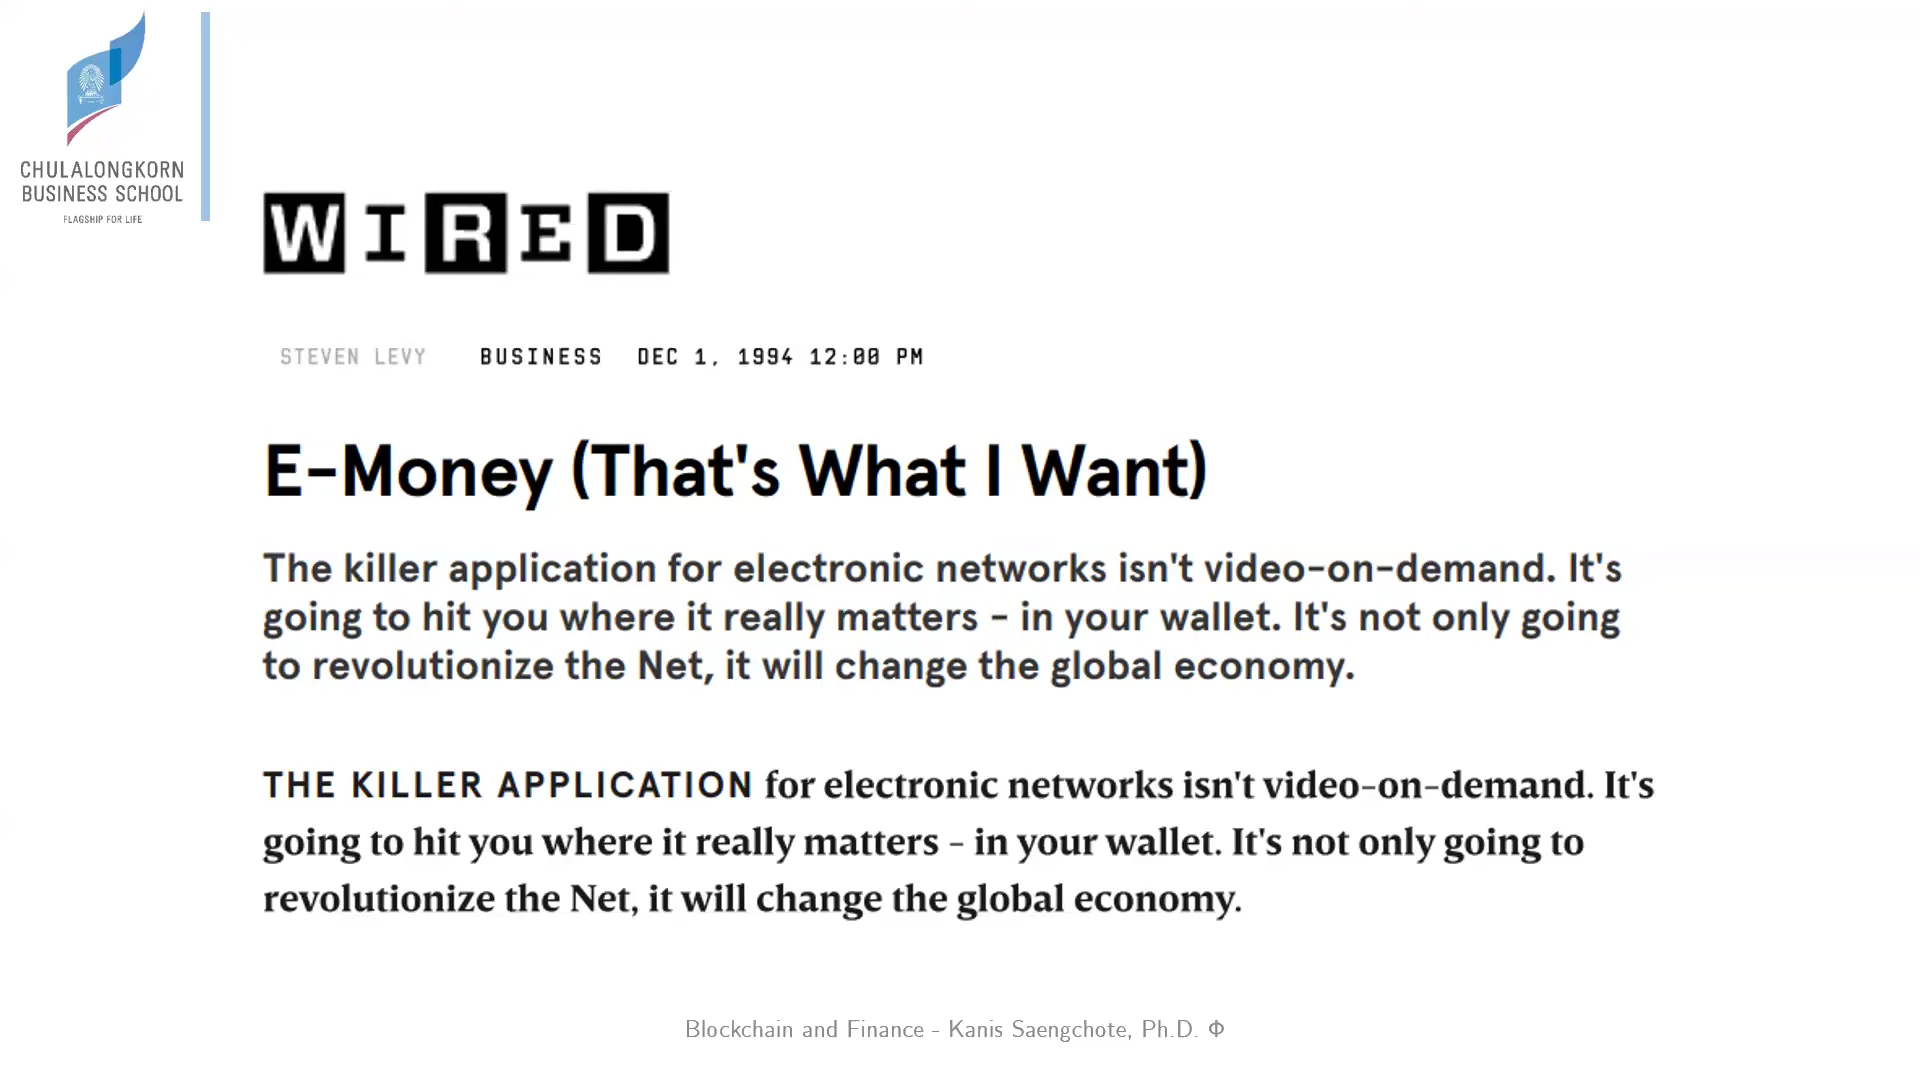 CHULALONGKORN
BUSINESS SCHOOL
FLAGSHIP FOR LIFE
WIRED
STEVEN LEVY BUSINESS DEC 1, 1994 12:00 PM
E-Money (That's What I Want)
The killer application for electronic networks isn't video-on-demand. It's
going to hit you where it really matters - in your wallet. It's not only going
to revolutionize the Net, it will change the global economy.
THE KILLER APPLICATION for electronic networks isn't video-on-demand. It's
going to hit you where it really matters - in your wallet. It's not only going to
revolutionize the Net, it will change the global economy.
Blockchain and Finance - Kanis Saengchote, Ph.D. Φ